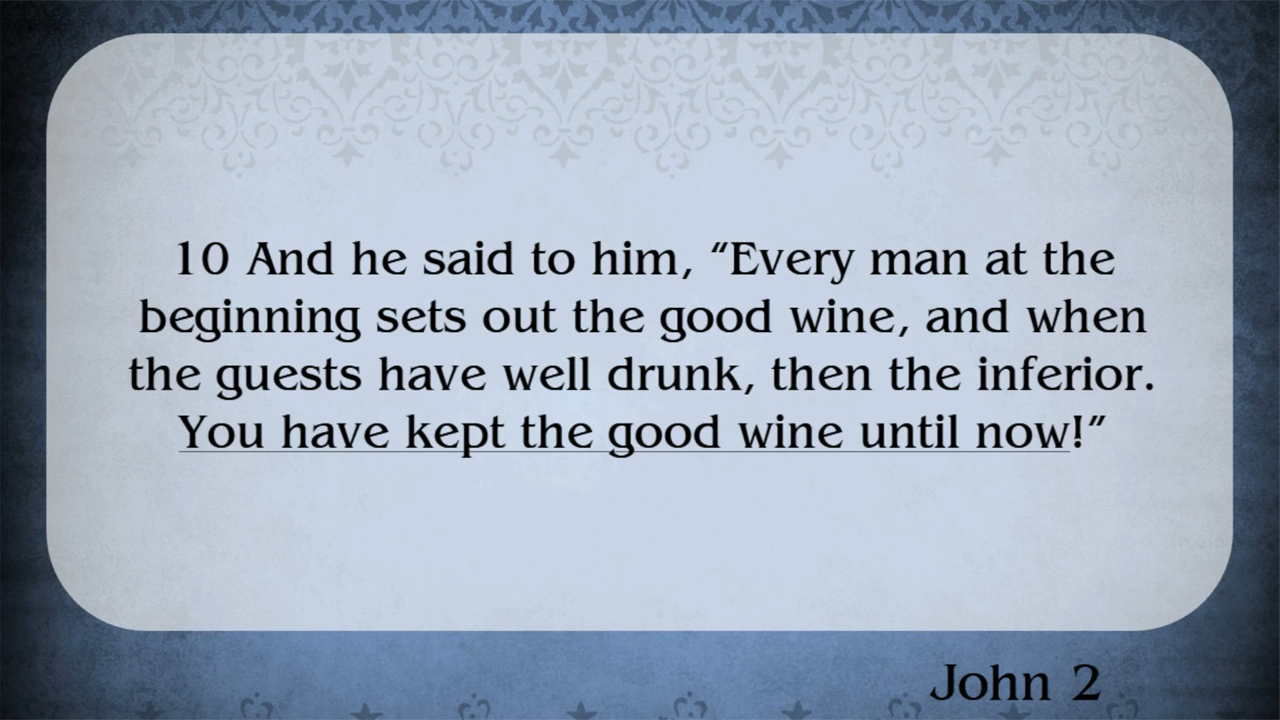 10 And he said to him, “Every man at the
beginning sets out the good wine, and when
the guests have well drunk, then the inferior.
You have kept the good wine until now!”
John 2